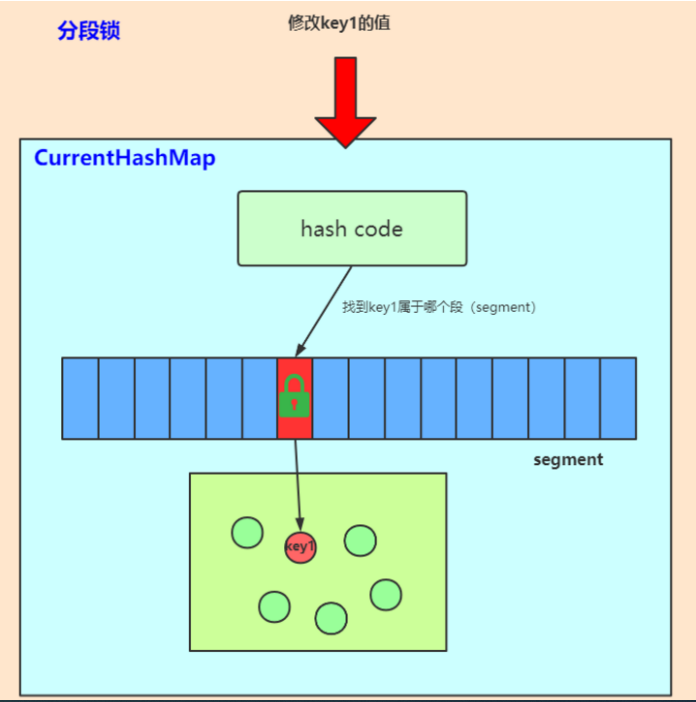 分段锁
修改key1的值
CurrentHashMap
hash code
找到key1属于哪个段（segment）
segment
key1